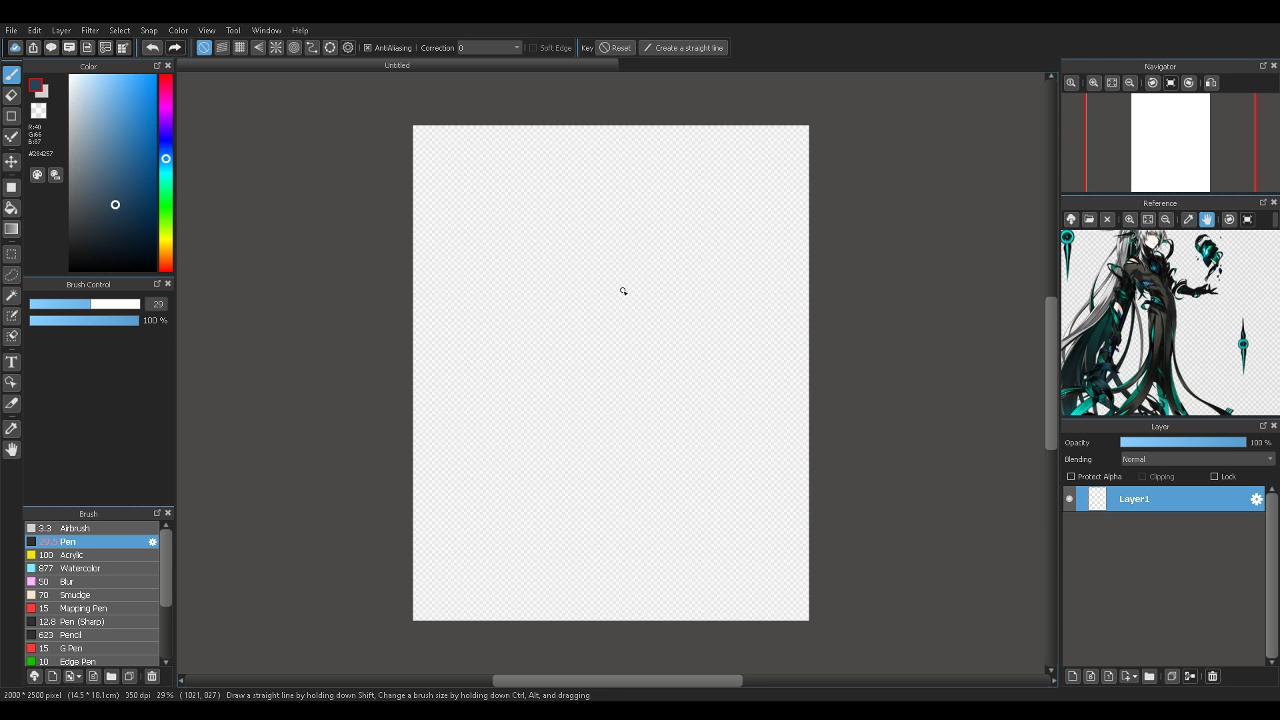 File Edit Layer Filter Select Snap Color View Tool Window Help
AntiAliasing Correction 0 Soft Edge Key Reset Create a straight line
Color
Untitled
Navigator
R:40
G:66
B:87
#284257
Reference
Brush Control
29
100 %
Layer
Opacity 100 %
Blending Normal
Protect Alpha Clipping Lock
Layer1
Brush
3.3 Airbrush
Pen
100 Acrylic
877 Watercolor
50 Blur
70 Smudge
15 Mapping Pen
12.8 Pen (Sharp)
623 Pencil
15 G Pen
10 Edge Pen
2000 * 2500 pixel (14.5 * 18.1cm) 350 dpi 29 % ( 1021, 827 ) Draw a straight line by holding down Shift, Change a brush size by holding down Ctrl, Alt, and dragging